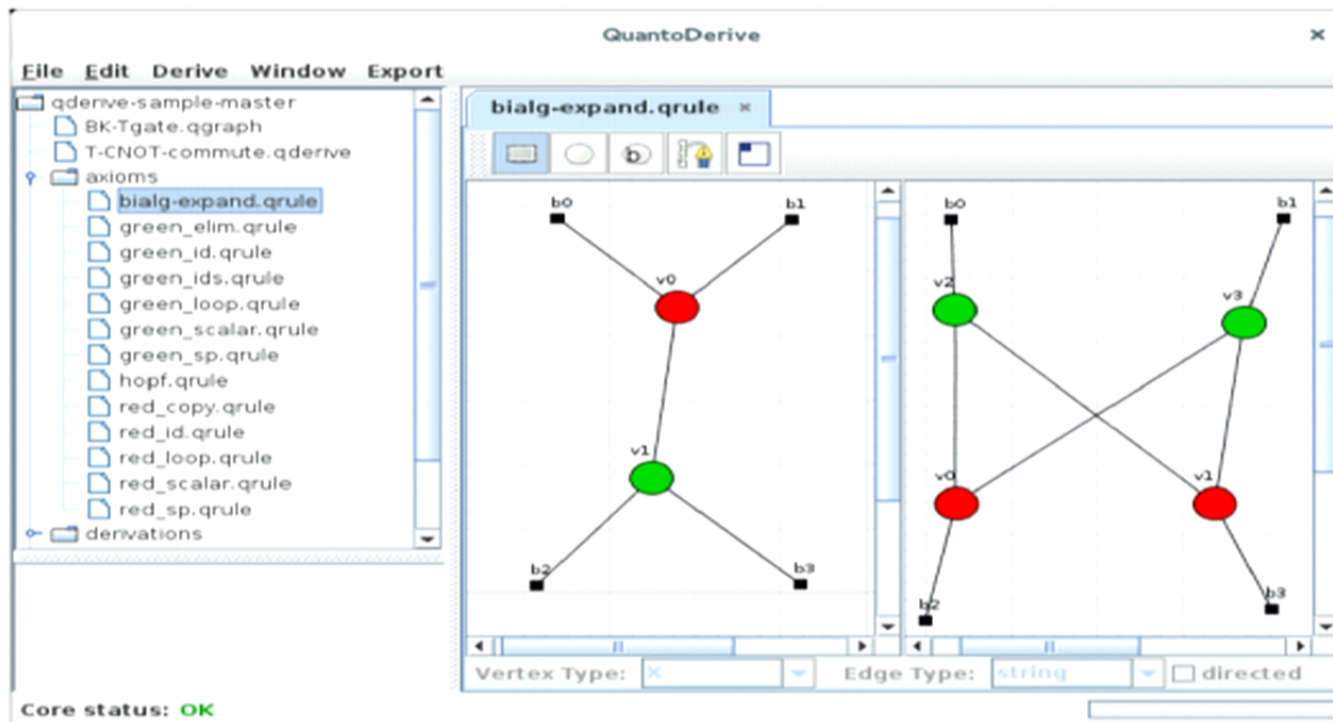 QuantoDerive ×
File Edit Derive Window Export
qderive-sample-master
BK-Tgate.qgraph
T-CNOT-commute.qderive
axioms
bialg-expand.qrule
green_elim.qrule
green_id.qrule
green_ids.qrule
green_loop.qrule
green_scalar.qrule
green_sp.qrule
hopf.qrule
red_copy.qrule
red_id.qrule
red_loop.qrule
red_scalar.qrule
red_sp.qrule
derivations
bialg-expand.qrule ×
b
b0 b1
v0
v1
b2 b3
b0 b1
v2 v3
v0 v1
b2 b3
Vertex Type: X Edge Type: string directed
Core status: OK